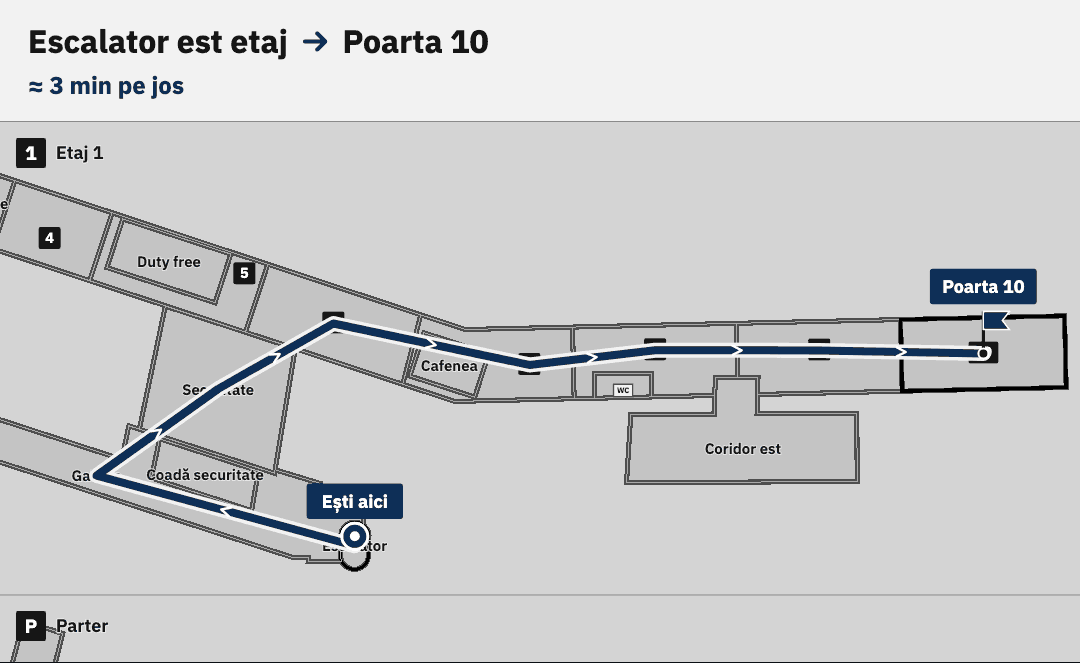 Escalator est etaj → Poarta 10
≈ 3 min pe jos
1 Etaj 1
4
Duty free
5
Poarta 10
Cafenea
WC
Coridor est
Coadă securitate
Ești aici
P Parter